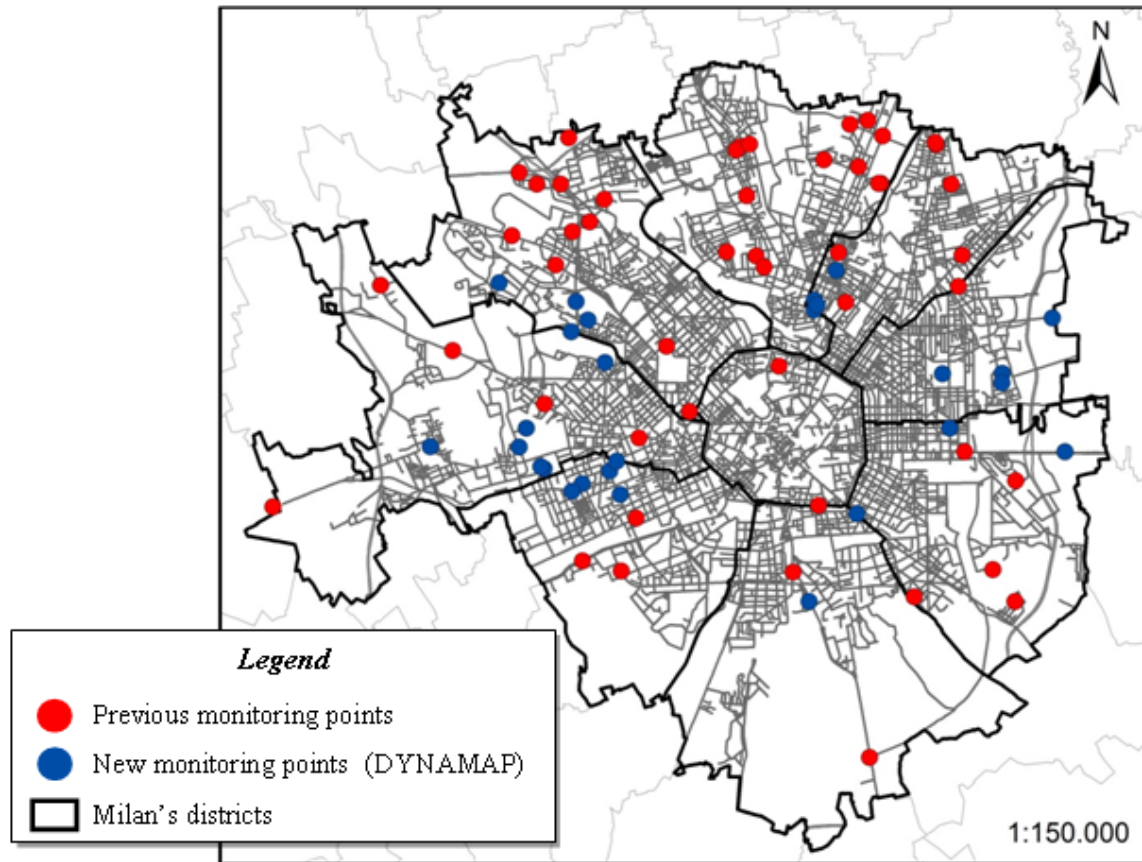 N
Legend
Previous monitoring points
New monitoring points (DYNAMAP)
Milan's districts
1:150.000